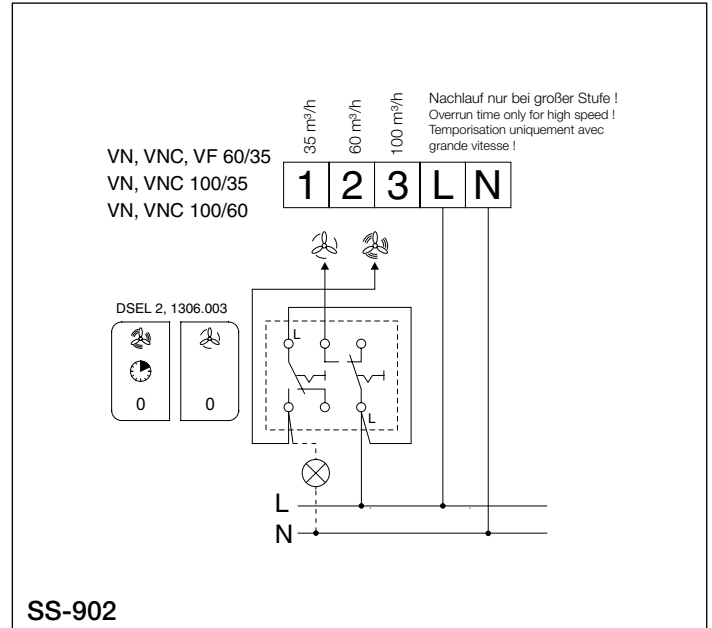 35 m³/h
60 m³/h
100 m³/h
Nachlauf nur bei großer Stufe !
Overrun time only for high speed !
Temporisation uniquement avec
grande vitesse !
VN, VNC, VF 60/35
VN, VNC 100/35
VN, VNC 100/60
1 2 3 L N
DSEL 2, 1306.003
0
0
L
L
L
N
SS-902